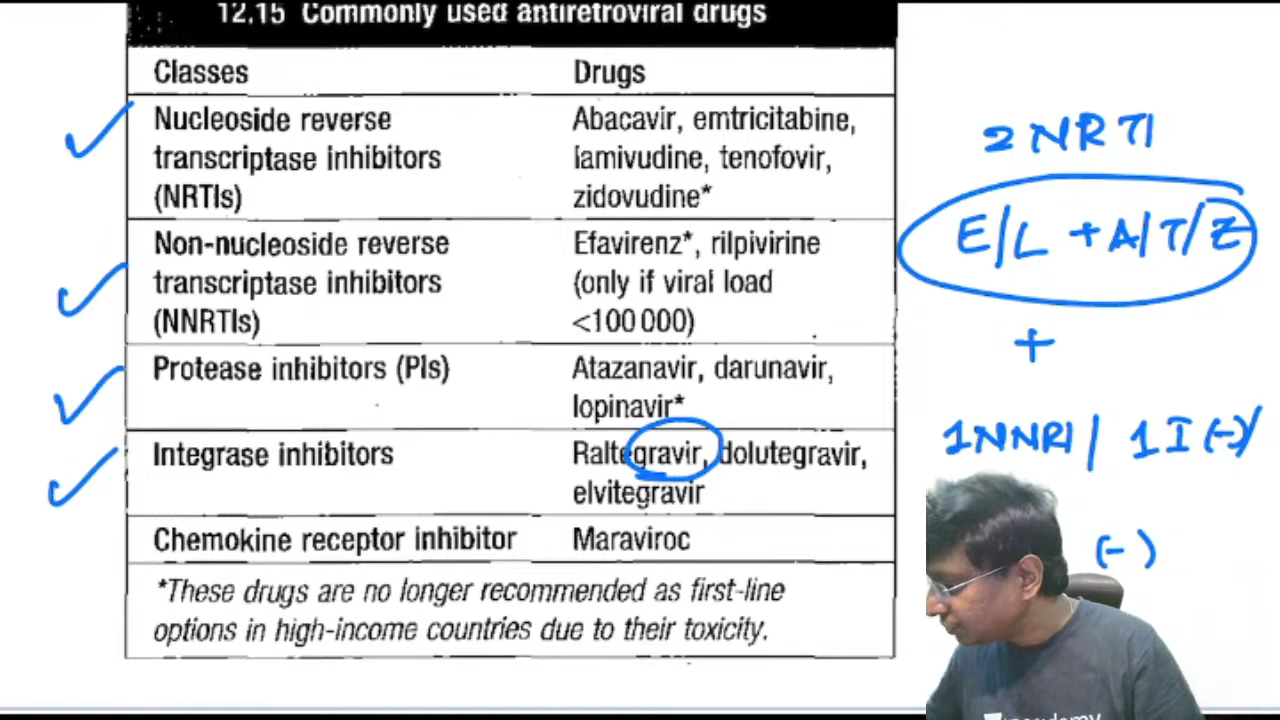 12.15 Commonly used antiretroviral drugs
Classes Drugs
Nucleoside reverse transcriptase inhibitors (NRTIs)
Abacavir, emtricitabine, lamivudine, tenofovir, zidovudine*
Non-nucleoside reverse transcriptase inhibitors (NNRTIs)
Efavirenz*, rilpivirine (only if viral load <100 000)
Protease inhibitors (PIs)
Atazanavir, darunavir, lopinavir*
Integrase inhibitors
Raltegravir, dolutegravir, elvitegravir
Chemokine receptor inhibitor Maraviroc
*These drugs are no longer recommended as first-line
options in high-income countries due to their toxicity.
2 NRTI
E/L + A/T/Z
+
1NNRI / 1 I (-)/
(-)